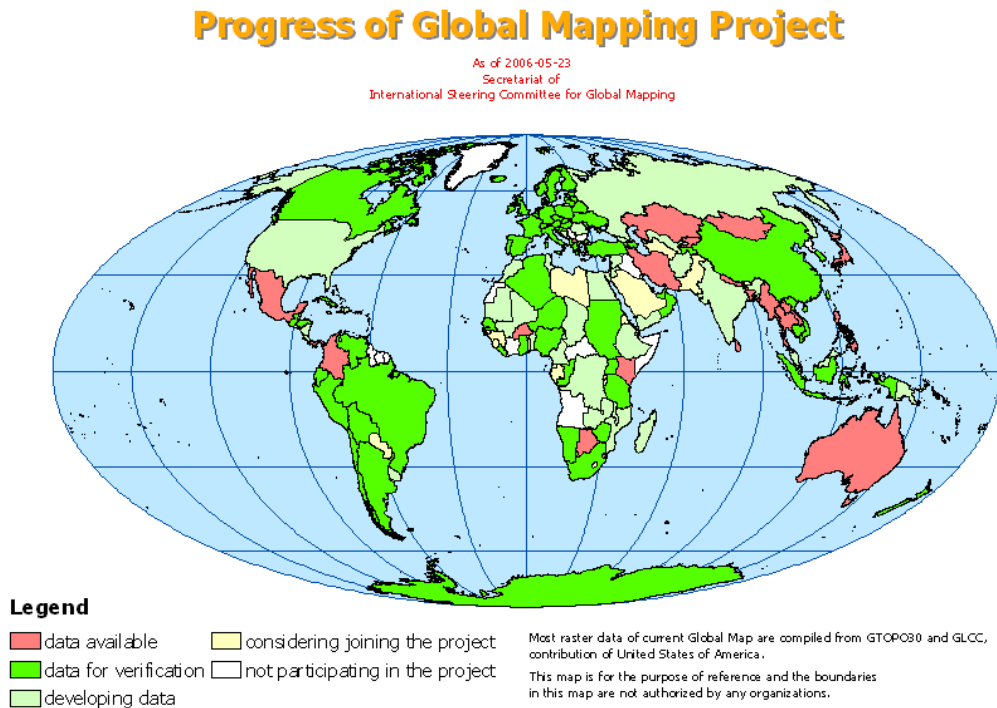 Progress of Global Mapping Project
As of 2006-05-23
Secretariat of
International Steering Committee for Global Mapping
Legend
data available
considering joining the project
data for verification
not participating in the project
developing data
Most raster data of current Global Map are compiled from GTOPO30 and GLCC,
contribution of United States of America.
This map is for the purpose of reference and the boundaries
in this map are not authorized by any organizations.